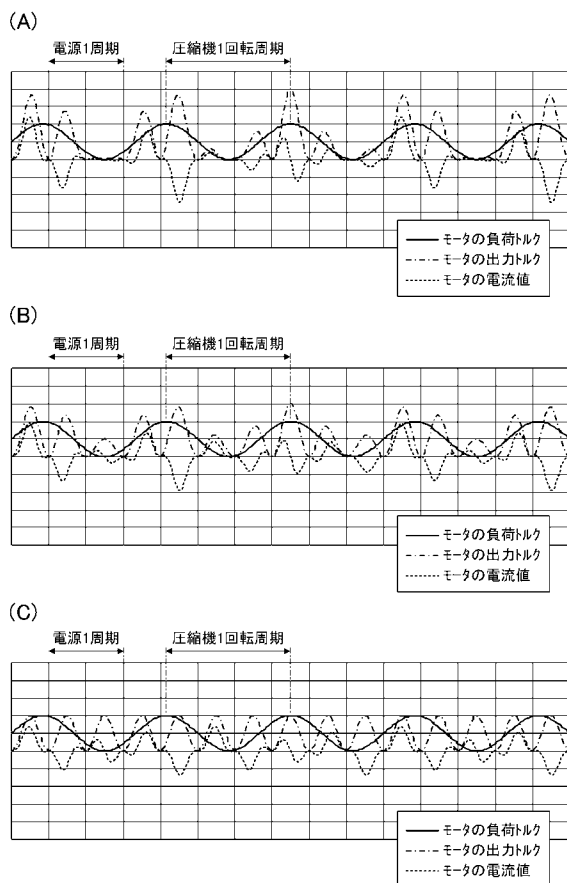 (A)
電源1周期
圧縮機1回転周期
モータの負荷トルク
モータの出力トルク
モータの電流値
(B)
電源1周期
圧縮機1回転周期
モータの負荷トルク
モータの出力トルク
モータの電流値
(C)
電源1周期
圧縮機1回転周期
モータの負荷トルク
モータの出力トルク
モータの電流値